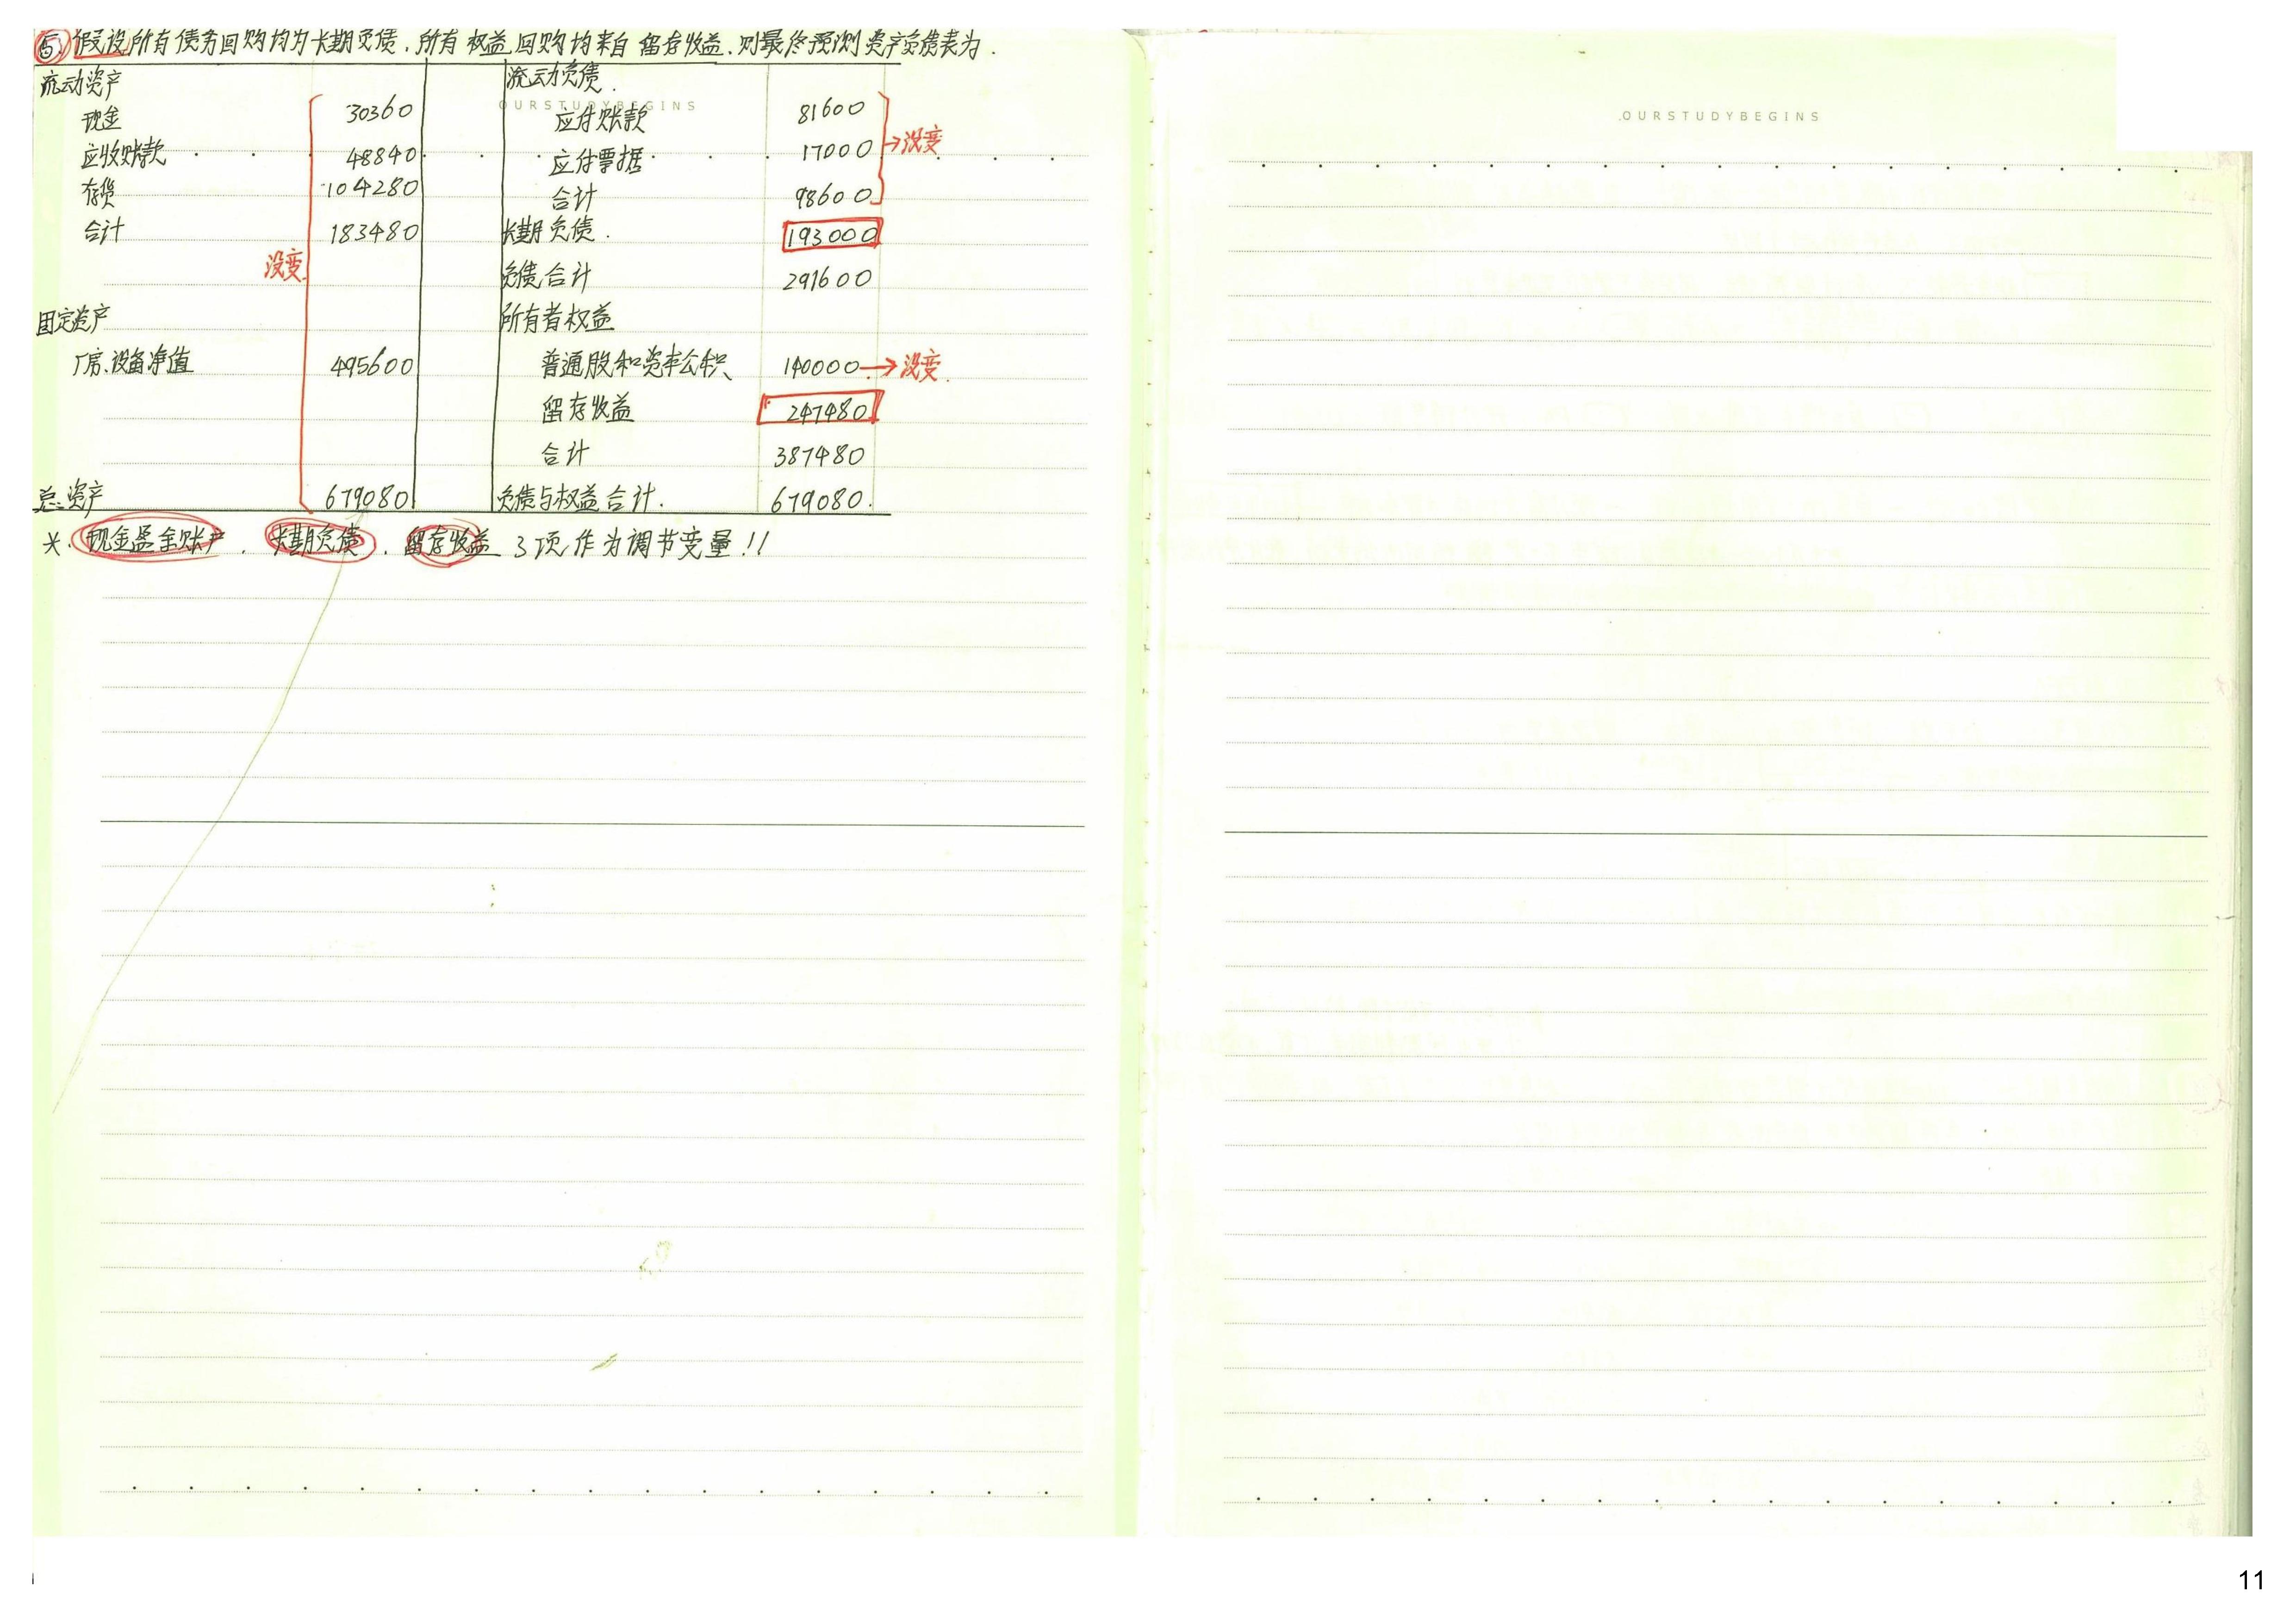 ⑤假设所有债务回购均为长期负债,所有权益回购均来自留存收益,则最终预测资产负债表为.
流动资产 流动负债.
OURSTUDYBEGINS
现金 30360 应付账款 81600
应收账款 48840 应付票据 17000 →没变
存货 104280 合计 98600
合计 183480 长期负债. 193000
没变
负债合计 291600
固定资产 所有者权益
厂房、设备净值 495600 普通股和资本公积 140000 →没变.
留存收益 247480
合计 387480
总资产 679080 负债与权益合计. 679080.
*.现金盈余账户、长期负债、留存收益 3项作为调节变量!!
.OURSTUDYBEGINS
11